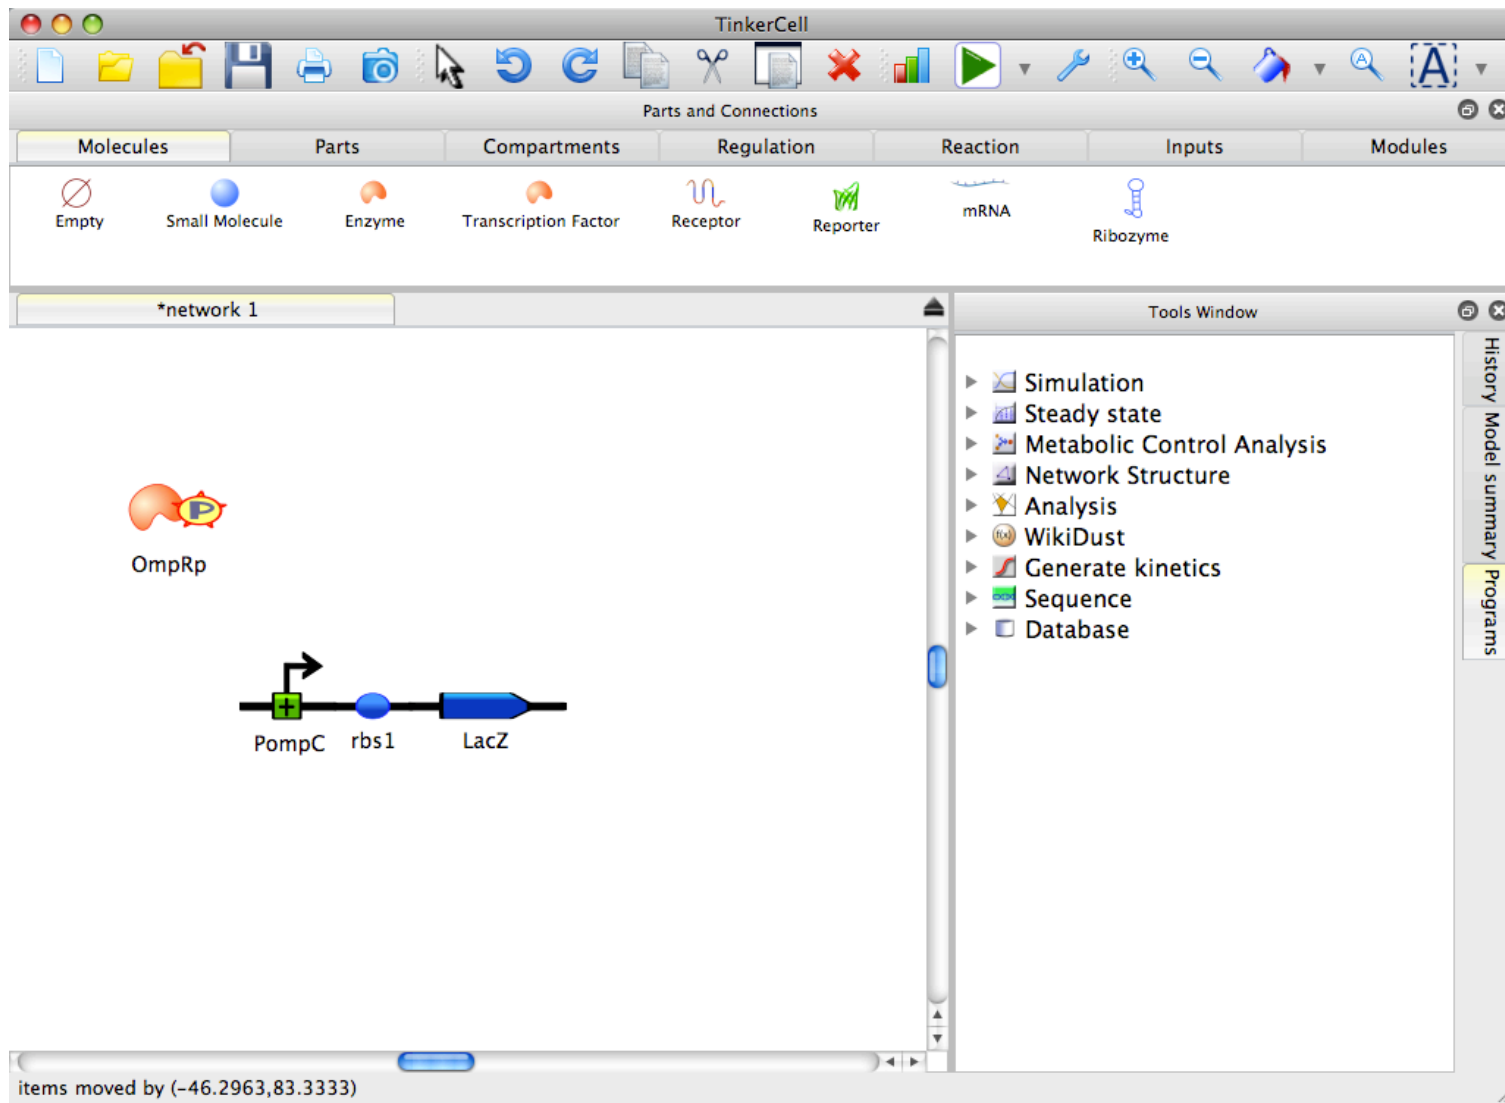 TinkerCell
A
A
Parts and Connections
Molecules Parts Compartments Regulation Reaction Inputs Modules
Empty Small Molecule Enzyme Transcription Factor Receptor Reporter mRNA Ribozyme
*network 1
Tools Window
Simulation
Steady state
Metabolic Control Analysis
Network Structure
Analysis
f(x) WikiDust
Generate kinetics
Sequence
Database
History
Model summary
Programs
P
OmpRp
PompC rbs1 LacZ
items moved by (-46.2963,83.3333)